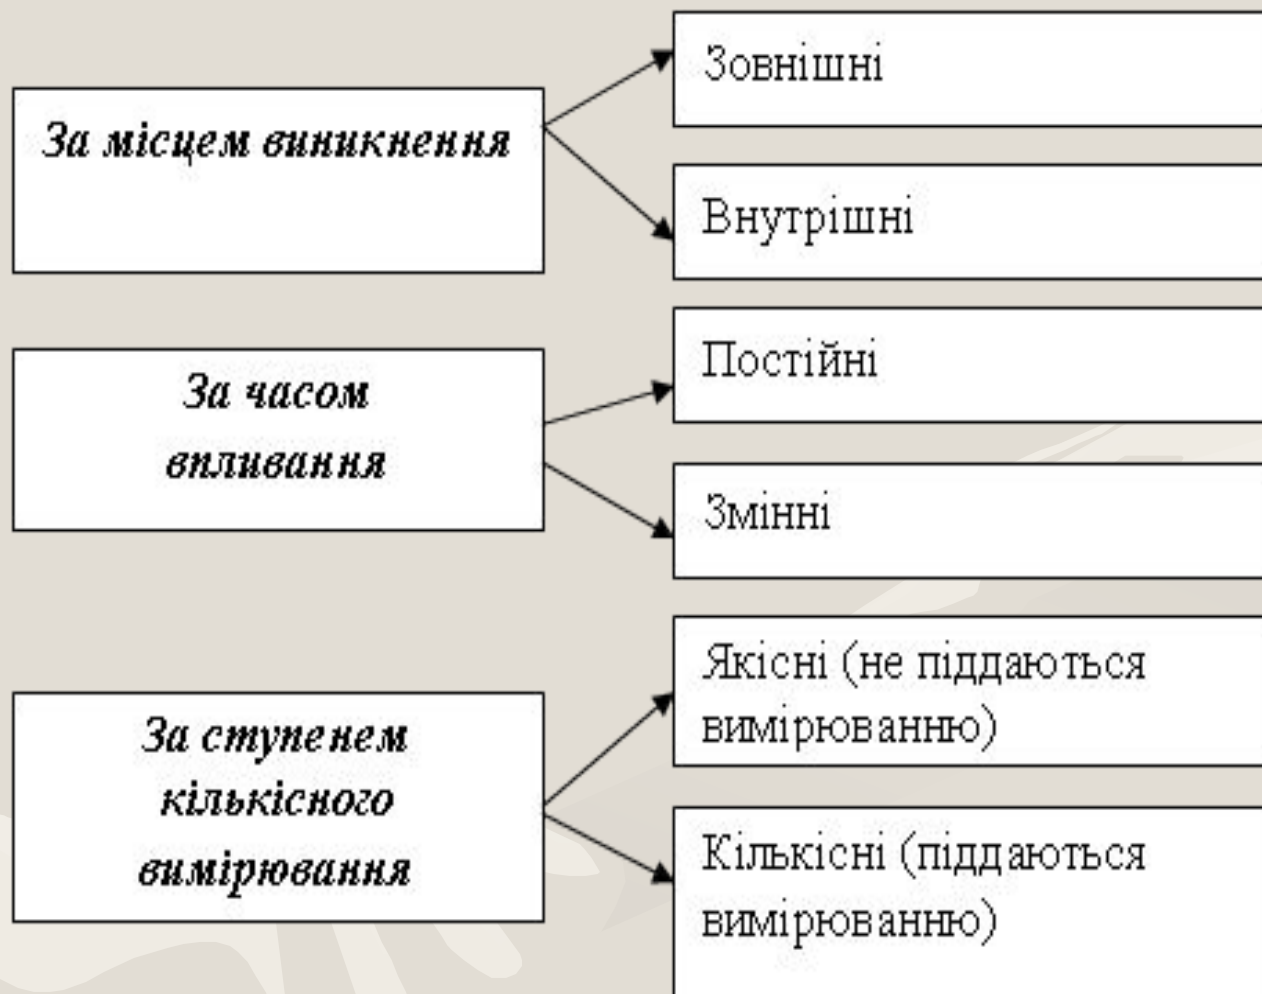 За місцем виникнення
Зовнішні
Внутрішні
За часом
впливання
Постійні
Змінні
За ступенем
кількісного
вимірювання
Якісні (не піддаються
вимірюванню)
Кількісні (піддаються
вимірюванню)